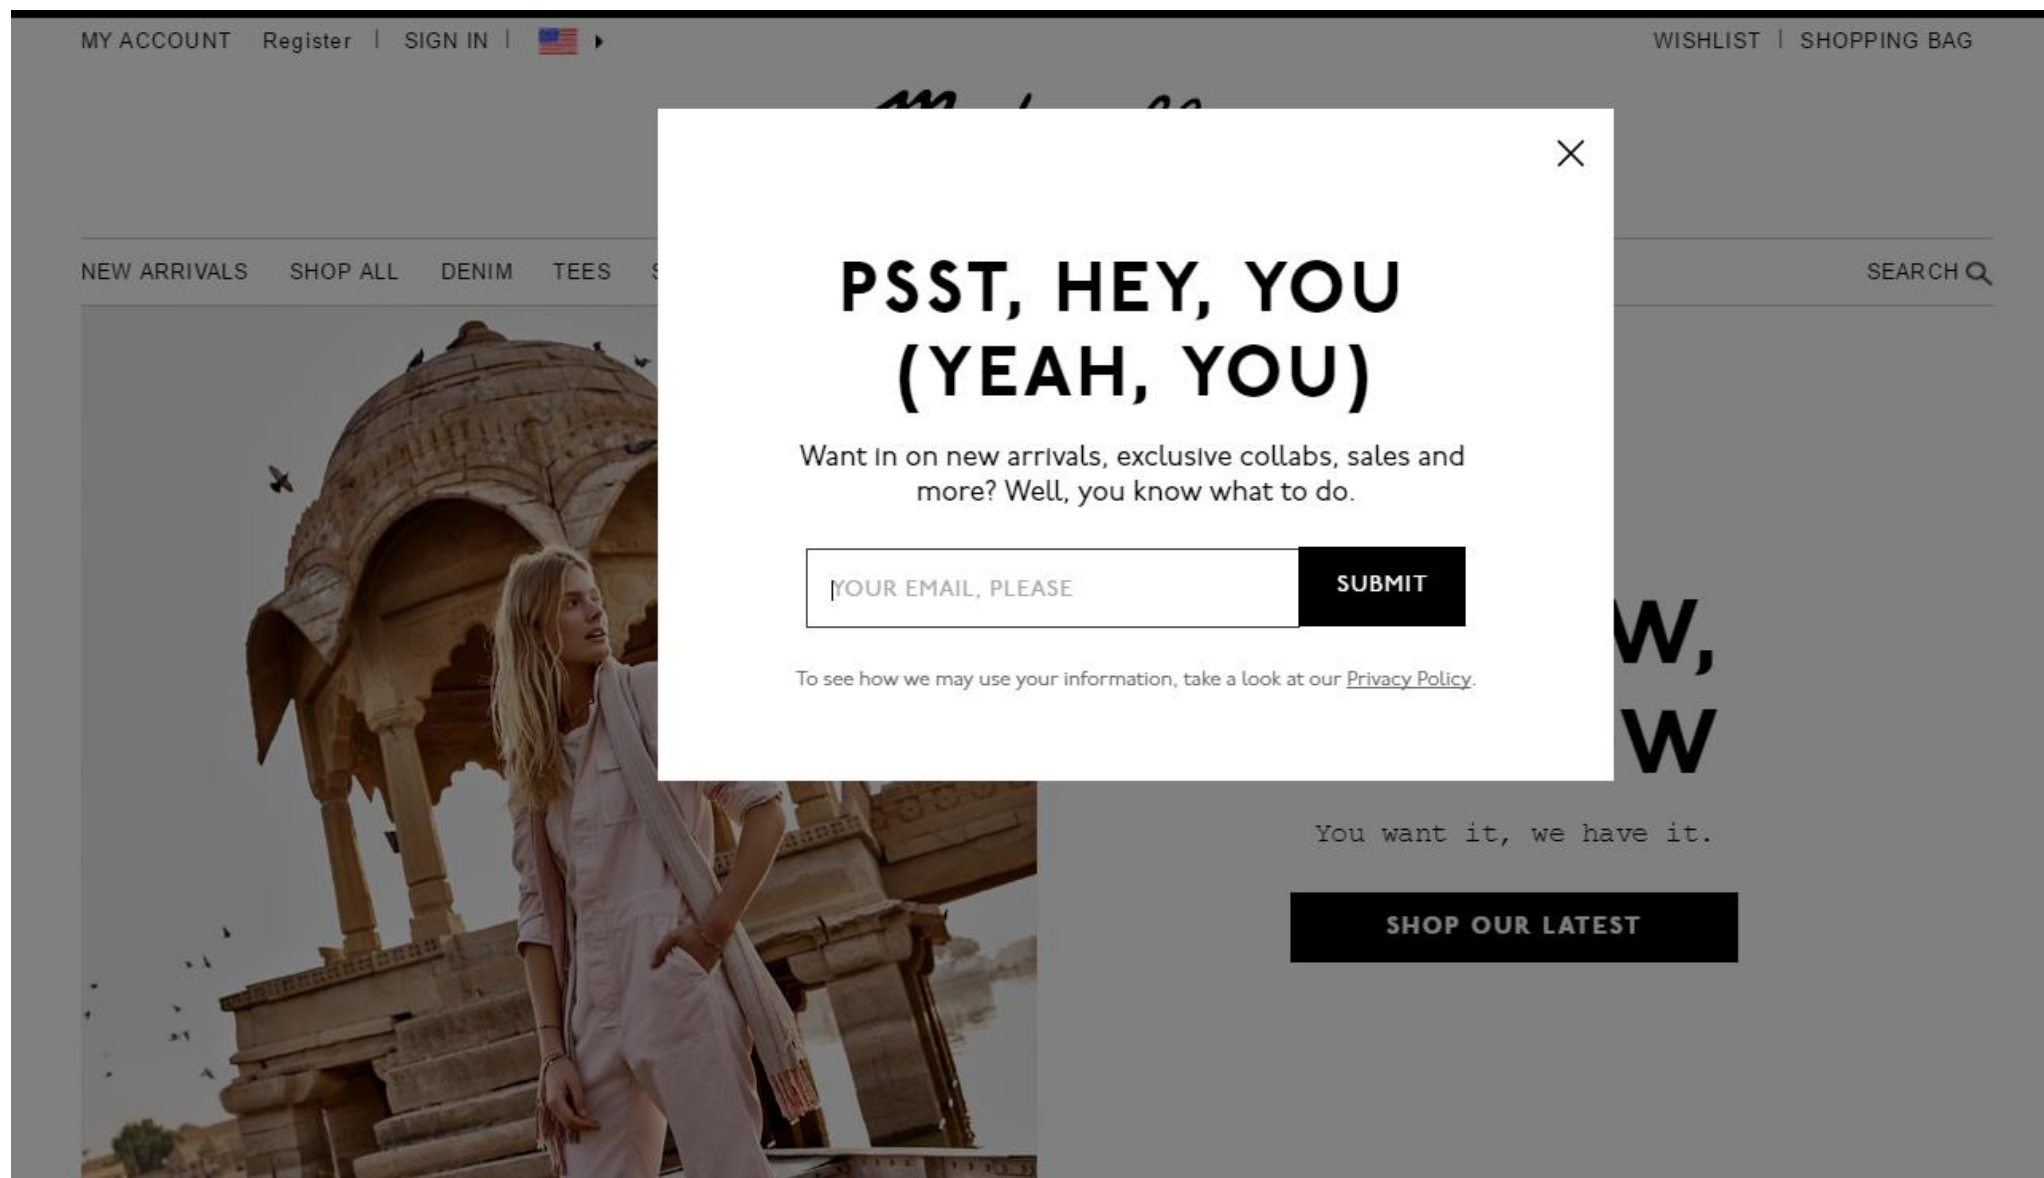 MY ACCOUNT Register | SIGN IN |
WISHLIST | SHOPPING BAG
NEW ARRIVALS SHOP ALL DENIM TEES
SEARCH
PSST, HEY, YOU
(YEAH, YOU)
Want in on new arrivals, exclusive collabs, sales and
more? Well, you know what to do.
YOUR EMAIL, PLEASE
SUBMIT
To see how we may use your information, take a look at our Privacy Policy.
You want it, we have it.
SHOP OUR LATEST